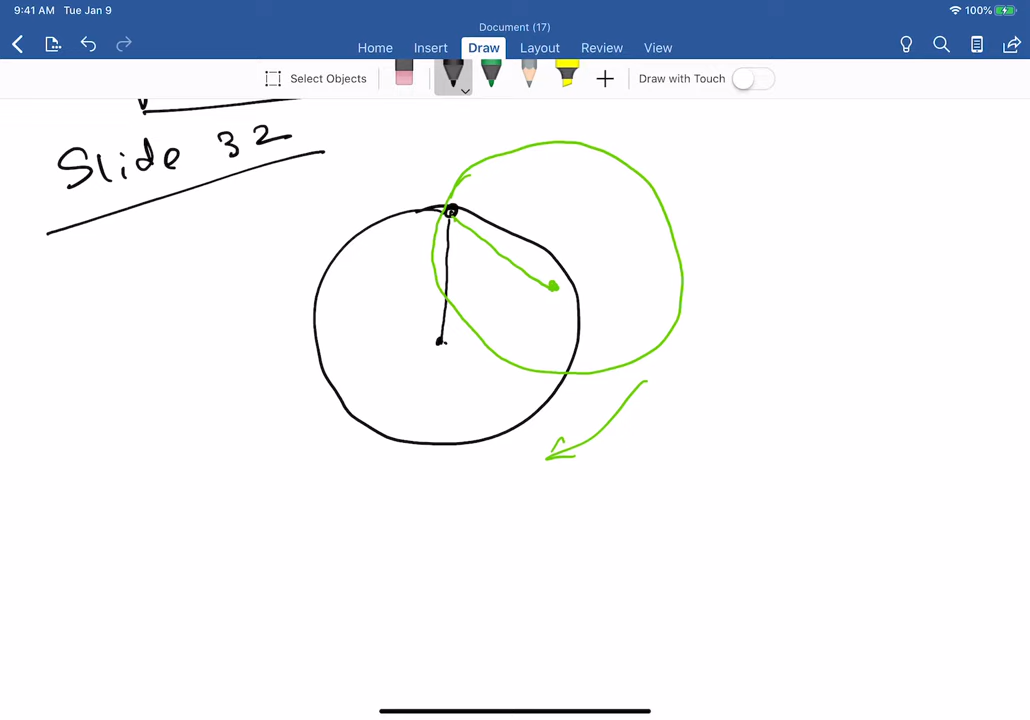 9:41 AM Tue Jan 9
100%
Document (17)
Home Insert Draw Layout Review View
Select Objects
Draw with Touch
Slide 32